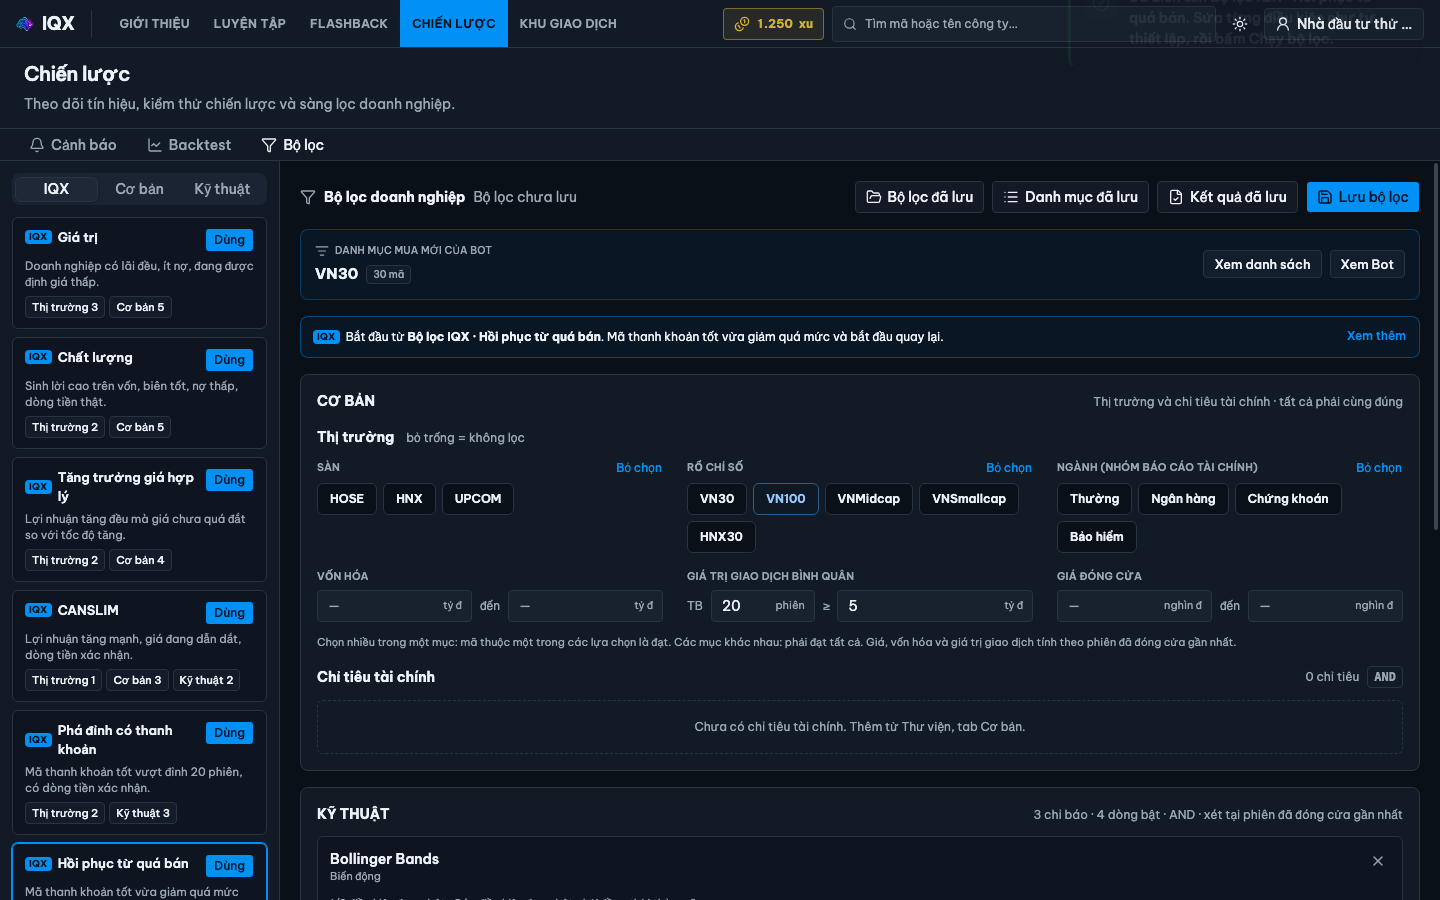 IQX
GIỚI THIỆU
LUYỆN TẬP
FLASHBACK
CHIẾN LƯỢC
KHU GIAO DỊCH
1.250 xu
Tìm mã hoặc tên công ty...
Nhà đầu tư thử ...
Chiến lược
Theo dõi tín hiệu, kiểm thử chiến lược và sàng lọc doanh nghiệp.
Cảnh báo
Backtest
Bộ lọc
IQX
Cơ bản
Kỹ thuật
IQX Giá trị
Dùng
Doanh nghiệp có lãi đều, ít nợ, đang được
định giá thấp.
Thị trường 3
Cơ bản 5
IQX Chất lượng
Dùng
Sinh lời cao trên vốn, biên tốt, nợ thấp,
dòng tiền thật.
Thị trường 2
Cơ bản 5
IQX Tăng trưởng giá hợp
lý
Dùng
Lợi nhuận tăng đều mà giá chưa quá đắt
so với tốc độ tăng.
Thị trường 2
Cơ bản 4
IQX CANSLIM
Dùng
Lợi nhuận tăng mạnh, giá đang dẫn dắt,
dòng tiền xác nhận.
Thị trường 1
Cơ bản 3
Kỹ thuật 2
IQX Phá đỉnh có thanh
khoản
Dùng
Mã thanh khoản tốt vượt đỉnh 20 phiên,
có dòng tiền xác nhận.
Thị trường 2
Kỹ thuật 3
IQX Hồi phục từ quá bán
Dùng
Mã thanh khoản tốt vừa giảm quá mức
Bộ lọc doanh nghiệp Bộ lọc chưa lưu
Bộ lọc đã lưu
Danh mục đã lưu
Kết quả đã lưu
Lưu bộ lọc
DANH MỤC MUA MỚI CỦA BOT
VN30 30 mã
Xem danh sách
Xem Bot
IQX Bắt đầu từ Bộ lọc IQX · Hồi phục từ quá bán. Mã thanh khoản tốt vừa giảm quá mức và bắt đầu quay lại.
Xem thêm
CƠ BẢN
Thị trường và chỉ tiêu tài chính · tất cả phải cùng đúng
Thị trường bỏ trống = không lọc
SÀN
Bỏ chọn
HOSE
HNX
UPCOM
RỔ CHỈ SỐ
Bỏ chọn
VN30
VN100
VNMidcap
VNSmallcap
HNX30
NGÀNH (NHÓM BÁO CÁO TÀI CHÍNH)
Bỏ chọn
Thường
Ngân hàng
Chứng khoán
Bảo hiểm
VỐN HÓA
— tỷ đ đến — tỷ đ
GIÁ TRỊ GIAO DỊCH BÌNH QUÂN
TB 20 phiên ≥ 5 tỷ đ
GIÁ ĐÓNG CỬA
— nghìn đ đến — nghìn đ
Chọn nhiều trong một mục: mã thuộc một trong các lựa chọn là đạt. Các mục khác nhau: phải đạt tất cả. Giá, vốn hóa và giá trị giao dịch tính theo phiên đã đóng cửa gần nhất.
Chỉ tiêu tài chính
0 chỉ tiêu AND
Chưa có chỉ tiêu tài chính. Thêm từ Thư viện, tab Cơ bản.
KỸ THUẬT
3 chỉ báo · 4 dòng bật · AND · xét tại phiên đã đóng cửa gần nhất
Bollinger Bands
Biến động